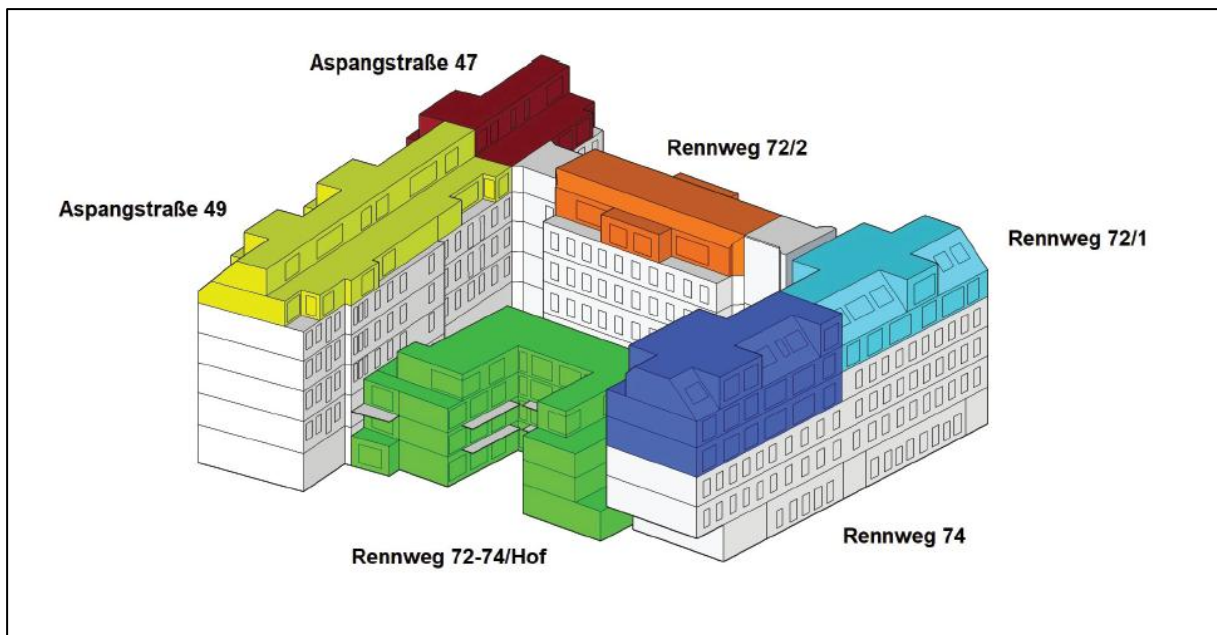 Aspangstraße 47
Rennweg 72/2
Aspangstraße 49
Rennweg 72/1
Rennweg 74
Rennweg 72-74/Hof